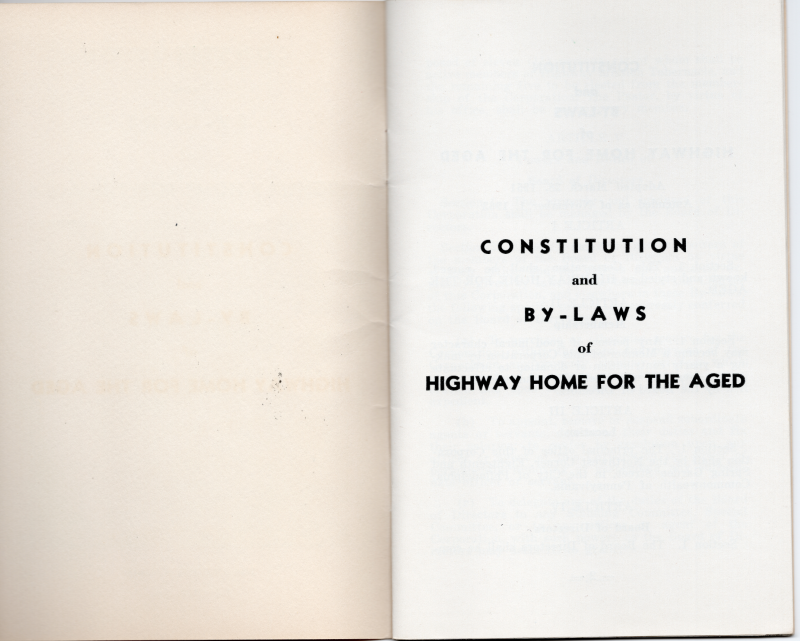 CONSTITUTION
and
BY-LAWS
of
HIGHWAY HOME FOR THE AGED